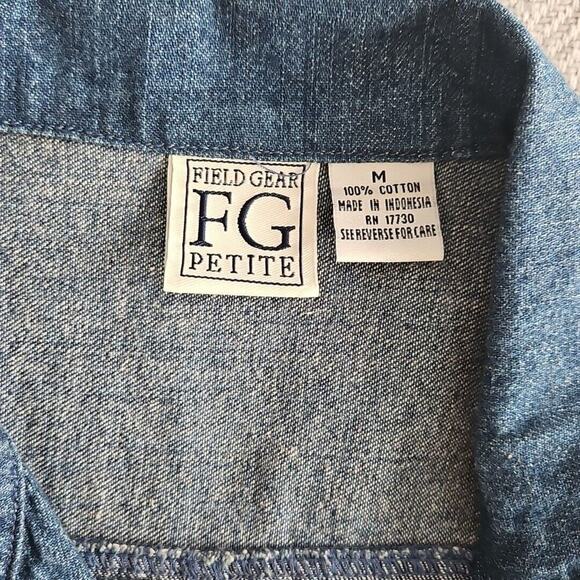 FIELD GEAR
FG
PETITE
M
100% COTTON
MADE IN INDONESIA
RN 17730
SEE REVERSE FOR CARE